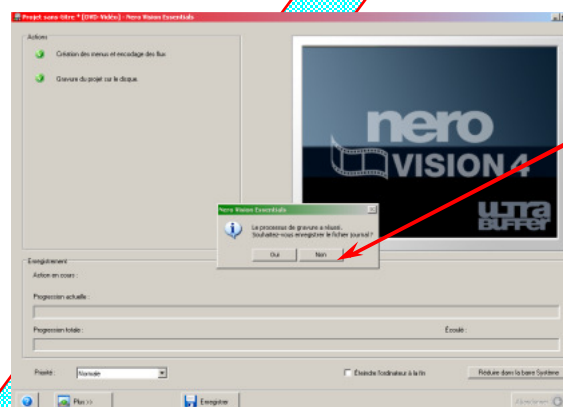 Projet sans-titre * (DVD-Vidéo) - Nero Vision Essentials
Actions
Création des menus et encodage des flux
Gravure du projet sur le disque
nero
VISION 4
ULTRA
BUFFER
Nero Vision Essentials
Le processus de gravure a réussi.
Souhaitez-vous enregistrer le fichier journal ?
Oui
Non
Enregistrement
Action en cours :
Progression actuelle :
Progression totale :
Écoulé :
Priorité :
Normale
Éteindre l'ordinateur à la fin
Réduire dans la barre Système
Plus >>
Enregistrer